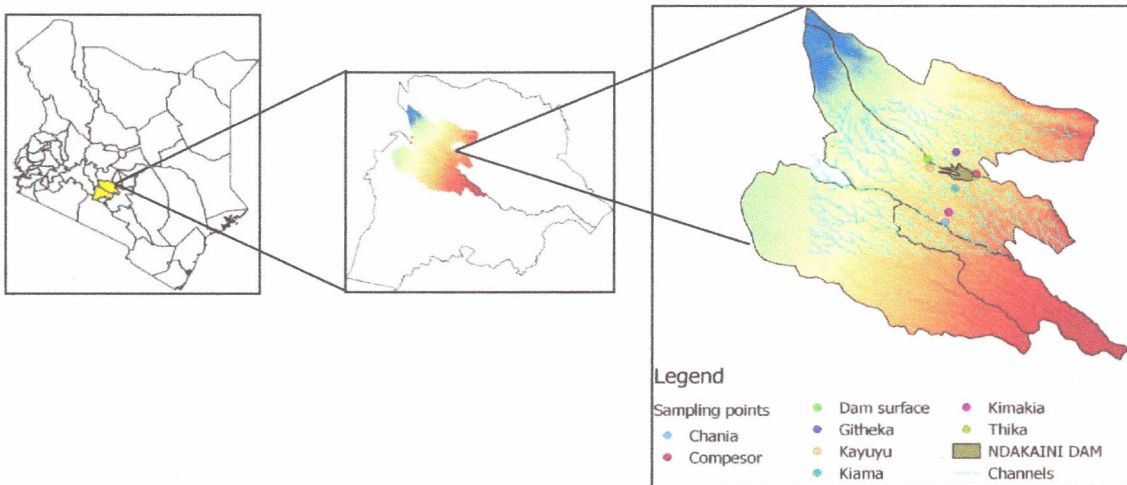 Legend
Sampling points
Chania
Compesor
Dam surface
Githeka
Kayuyu
Kiama
Kimakia
Thika
NDAKAINI DAM
Channels